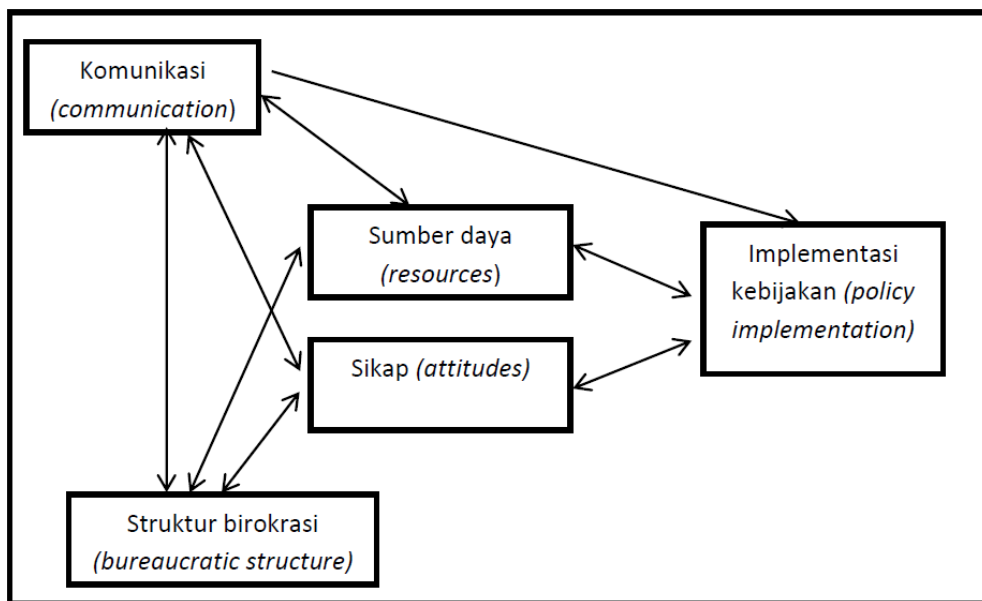 Komunikasi
(communication)
Sumber daya
(resources)
Implementasi
kebijakan (policy
implementation)
Sikap (attitudes)
Struktur birokrasi
(bureaucratic structure)